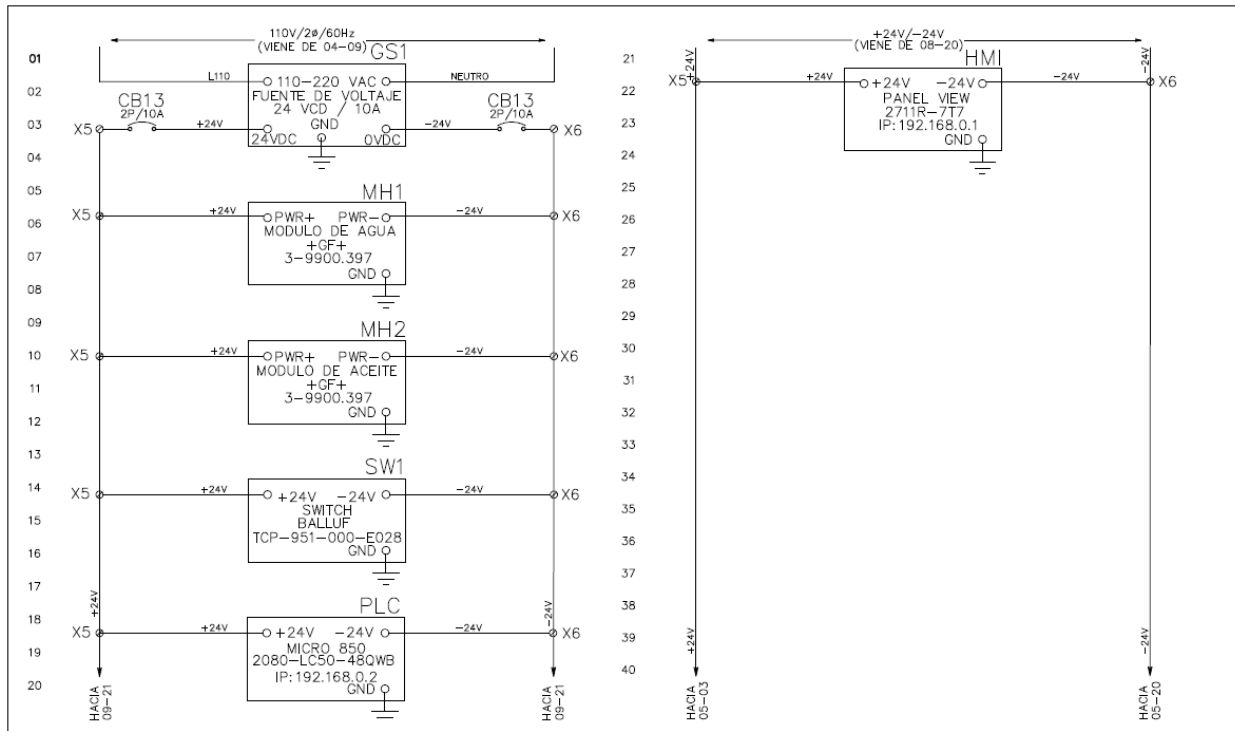 110V/2ø/60Hz
(VIENE DE 04-09)
01
02
03
04
05
06
07
08
09
10
11
12
13
14
15
16
17
18
19
20
GS1
L110
110-220 VAC
NEUTRO
FUENTE DE VOLTAJE
24 VCD / 10A
GND
24VDC
0VDC
CB13
2P/10A
CB13
2P/10A
X5
+24V
-24V
X6
MH1
X5
+24V
PWR+ PWR-
-24V
X6
MODULO DE AGUA
+GF+
3-9900.397
GND
MH2
X5
+24V
PWR+ PWR-
-24V
X6
MODULO DE ACEITE
+GF+
3-9900.397
GND
SW1
X5
+24V
+24V -24V
-24V
X6
SWITCH
BALLUF
TCP-951-000-E028
GND
+24V
-24V
PLC
X5
+24V
+24V -24V
-24V
X6
MICRO 850
2080-LC50-48QWB
IP:192.168.0.2
GND
HACIA
09-21
HACIA
09-21
+24V/-24V
(VIENE DE 08-20)
21
22
23
24
25
26
27
28
29
30
31
32
33
34
35
36
37
38
39
40
+24V
-24V
HMI
X5+
+24V
+24V -24V
-24V
X6
PANEL VIEW
2711R-7T7
IP:192.168.0.1
GND
+24V
-24V
HACIA
05-03
HACIA
05-20